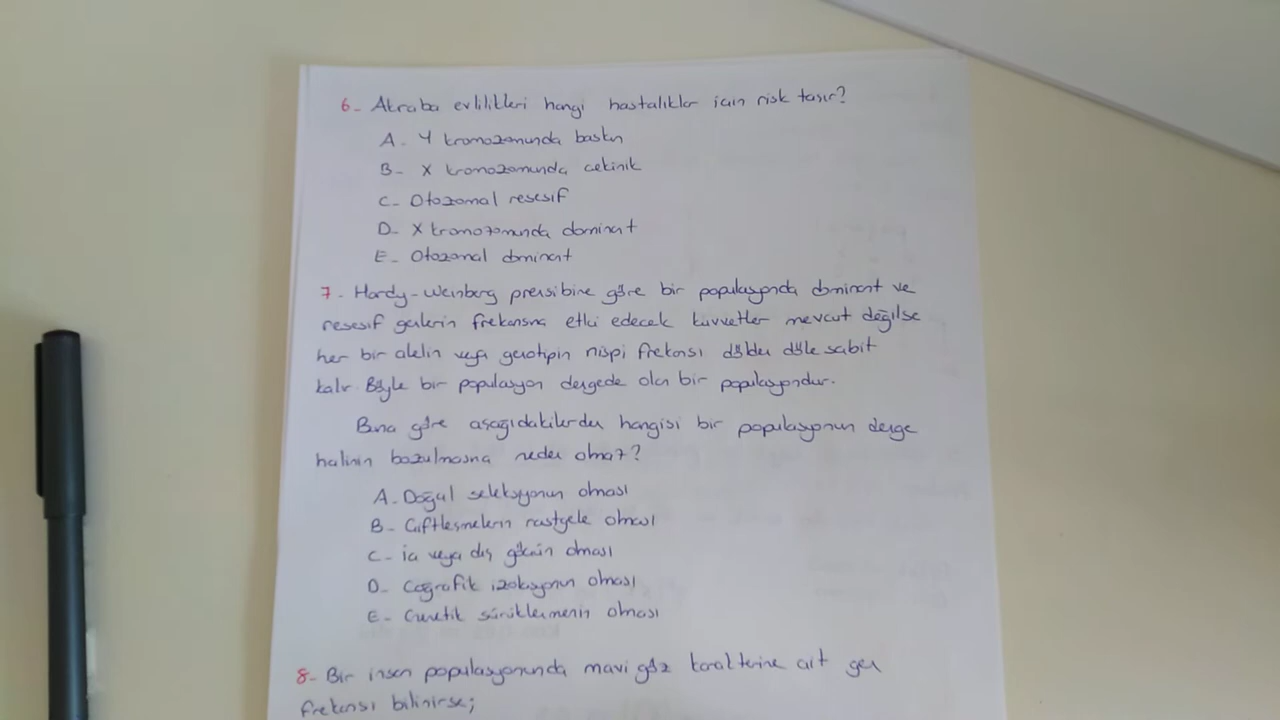 6- Akraba evlilikleri hangi hastalıklar için risk taşır?
A. Y kromozomunda baskın
B- X kromozomunda çekinik
C- Otozomal resesif
D- X kromozomunda dominant
E- Otozomal dominant
7- Hardy-Weinberg prensibine göre bir populasyonda dominant ve
resesif genlerin frekansına etki edecek kuvvetler mevcut değilse
her bir alelin veya genotipin nispi frekansı dölden döle sabit
kalır. Böyle bir populasyon dengede olan bir populasyondur.
Buna göre aşağıdakilerden hangisi bir populasyonun denge
halinin bozulmasına neden olmaz?
A. Doğal seleksiyonun olması
B- Çiftleşmelerin rastgele olması
C- iç veya dış göçün olması
D- Coğrafik izolasyonun olması
E- Genetik sürüklenmenin olması
8- Bir insan populasyonunda mavi göz karakterine ait gen
frekansı bilinirse;